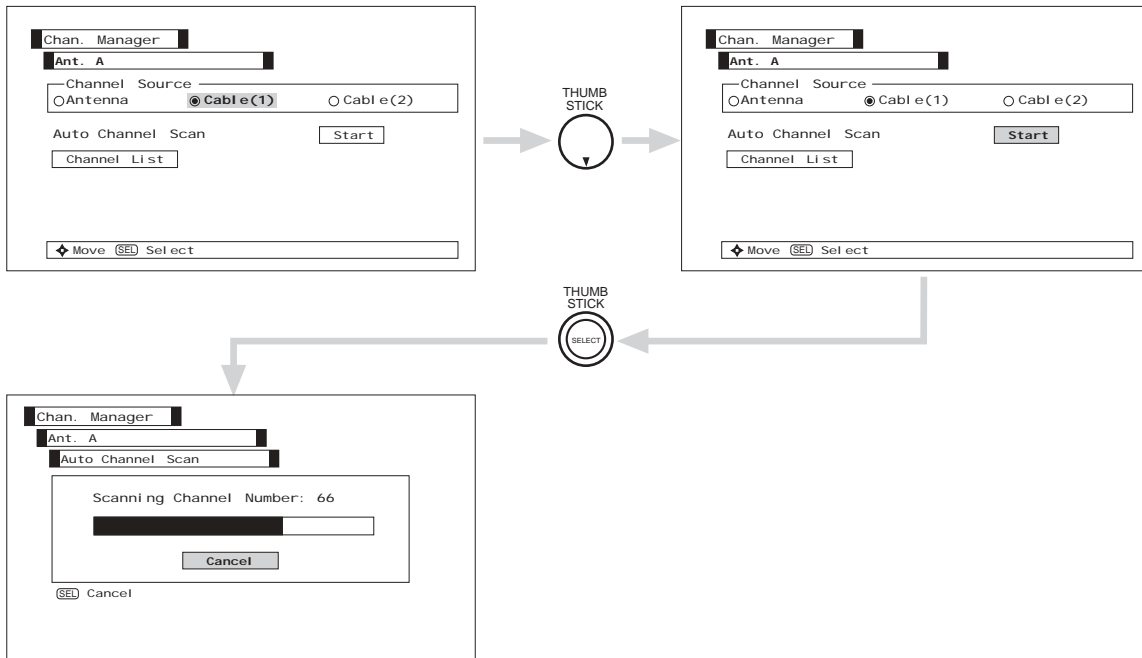 Chan. Manager
Ant. A
Channel Source
Antenna Cable(1) Cable(2)
Auto Channel Scan Start
Channel List
Move SEL Select
THUMB
STICK
Chan. Manager
Ant. A
Channel Source
Antenna Cable(1) Cable(2)
Auto Channel Scan Start
Channel List
Move SEL Select
THUMB
STICK
SELECT
Chan. Manager
Ant. A
Auto Channel Scan
Scanning Channel Number: 66
Cancel
SEL Cancel